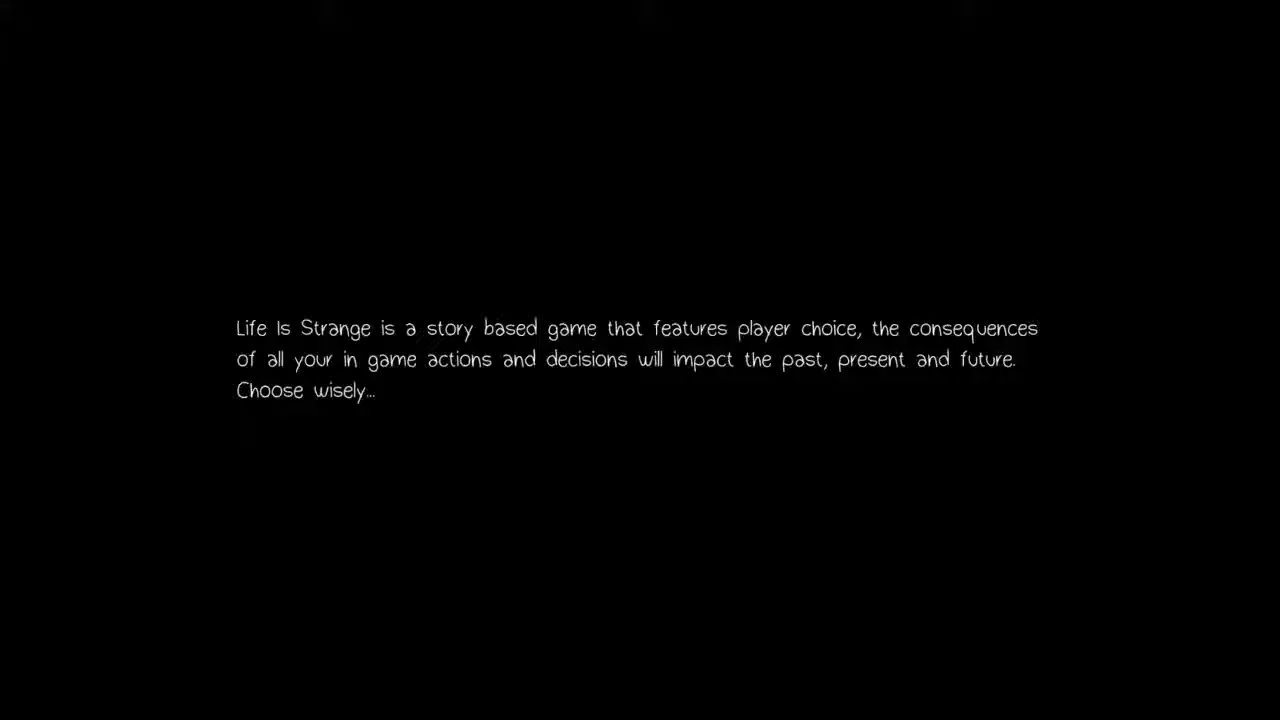 Life Is Strange is a story based game that features player choice, the consequences
of all your in game actions and decisions will impact the past, present and future.
Choose wisely...